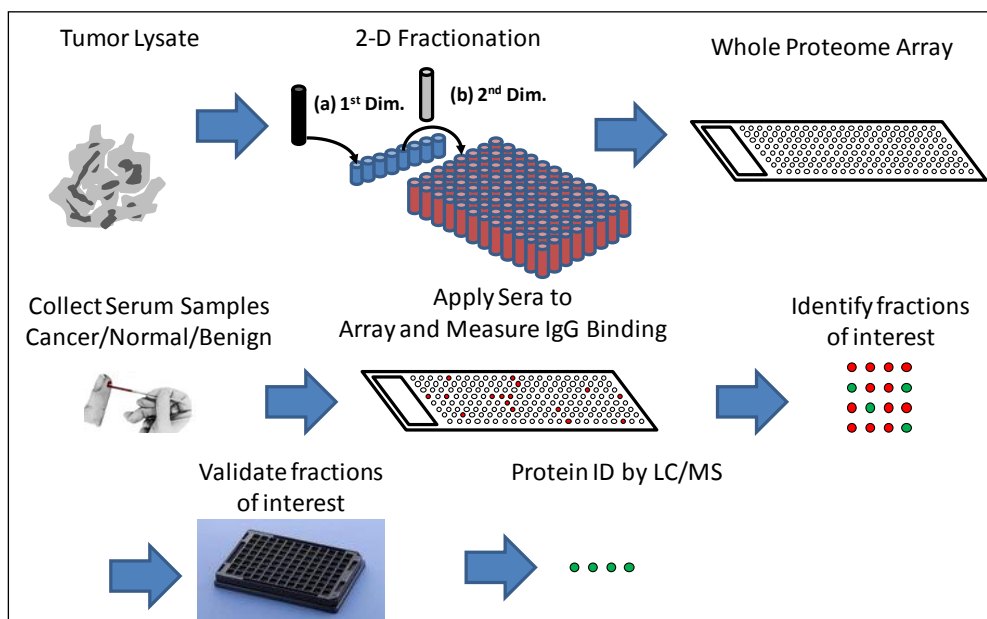 Tumor Lysate
2-D Fractionation
Whole Proteome Array
(a) 1st Dim.
(b) 2nd Dim.
Collect Serum Samples
Cancer/Normal/Benign
Apply Sera to
Array and Measure IgG Binding
Identify fractions
of interest
Validate fractions
of interest
Protein ID by LC/MS